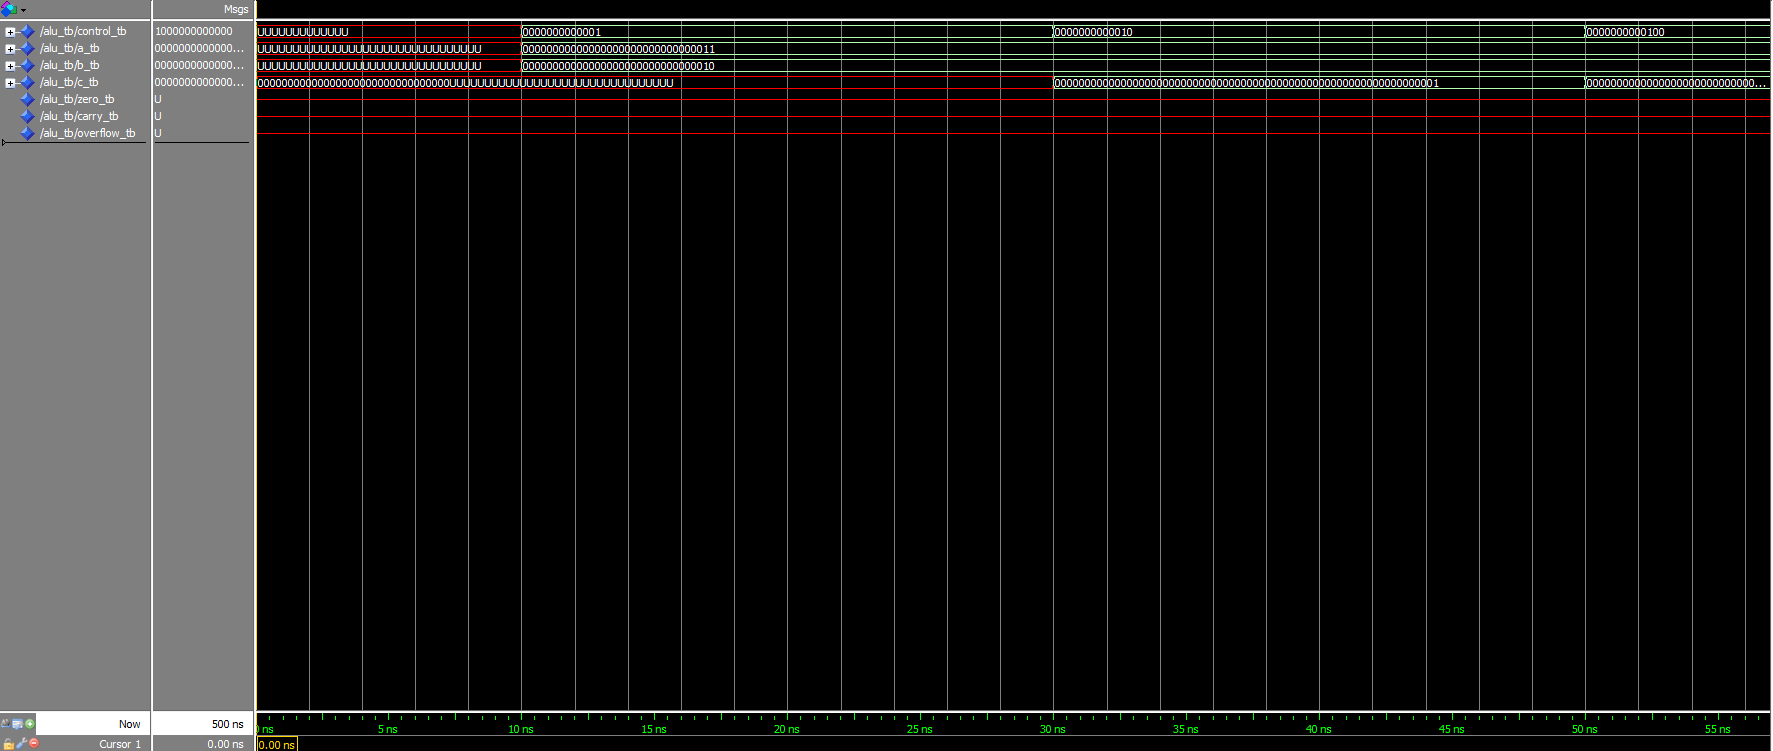 Msgs
/alu_tb/control_tb 1000000000000 UUUUUUUUUUUUU 0000000000001 0000000000010 0000000000100
/alu_tb/a_tb 0000000000000... UUUUUUUUUUUUUUUUUUUUUUUUUUUUUUUU 00000000000000000000000000000011
/alu_tb/b_tb 0000000000000... UUUUUUUUUUUUUUUUUUUUUUUUUUUUUUUU 00000000000000000000000000000010
/alu_tb/c_tb 0000000000000... 00000000000000000000000000000000UUUUUUUUUUUUUUUUUUUUUUUUUUUUUUUU 0000000000000000000000000000000000000000000000000000000000000001 0000000000000000000000000000...
/alu_tb/zero_tb U
/alu_tb/carry_tb U
/alu_tb/overflow_tb U
Now 500 ns ns 5 ns 10 ns 15 ns 20 ns 25 ns 30 ns 35 ns 40 ns 45 ns 50 ns 55 ns
Cursor 1 0.00 ns 0.00 ns